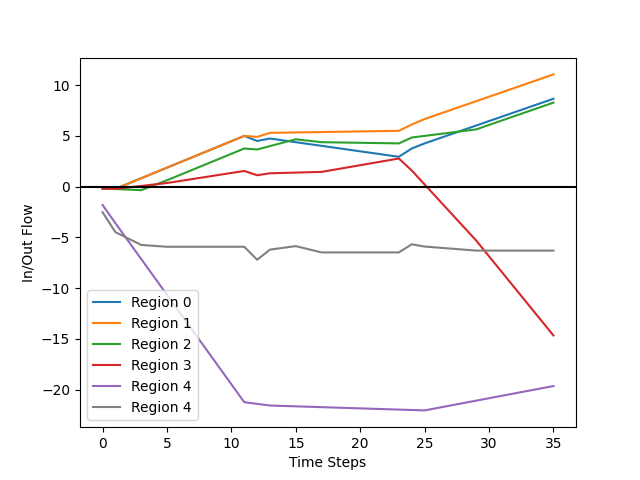 10
5
0
−5
−10
−15
−20
In/Out Flow
Region 0
Region 1
Region 2
Region 3
Region 4
Region 4
0 5 10 15 20 25 30 35
Time Steps